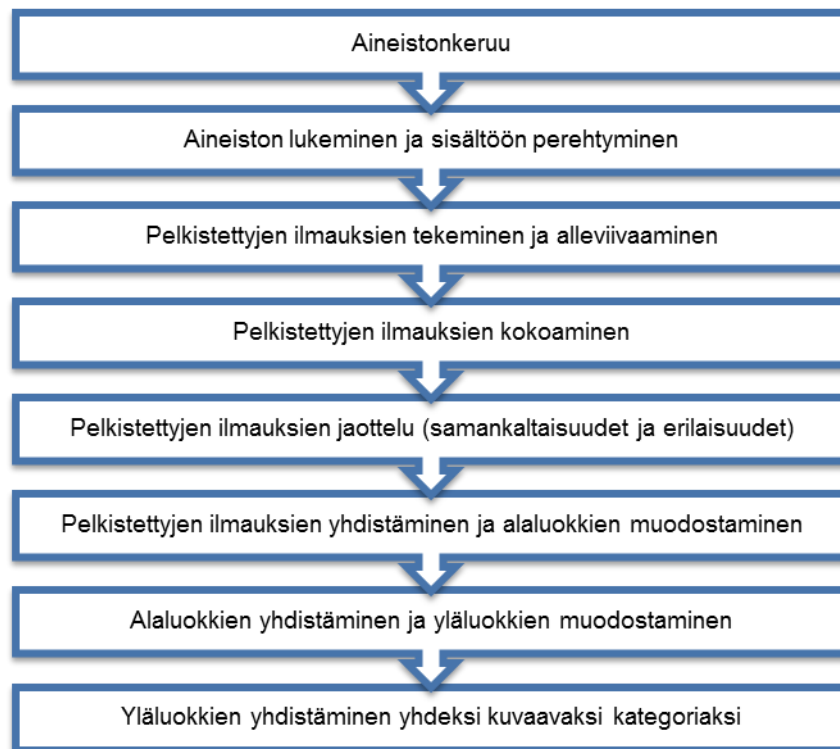 Aineistonkeruu
Aineiston lukeminen ja sisältöön perehtyminen
Pelkistettyjen ilmauksien tekeminen ja alleviivaaminen
Pelkistettyjen ilmauksien kokoaminen
Pelkistettyjen ilmauksien jaottelu (samankaltaisuudet ja erilaisuudet)
Pelkistettyjen ilmauksien yhdistäminen ja alaluokkien muodostaminen
Alaluokkien yhdistäminen ja yläluokkien muodostaminen
Yläluokkien yhdistäminen yhdeksi kuvaavaksi kategoriaksi